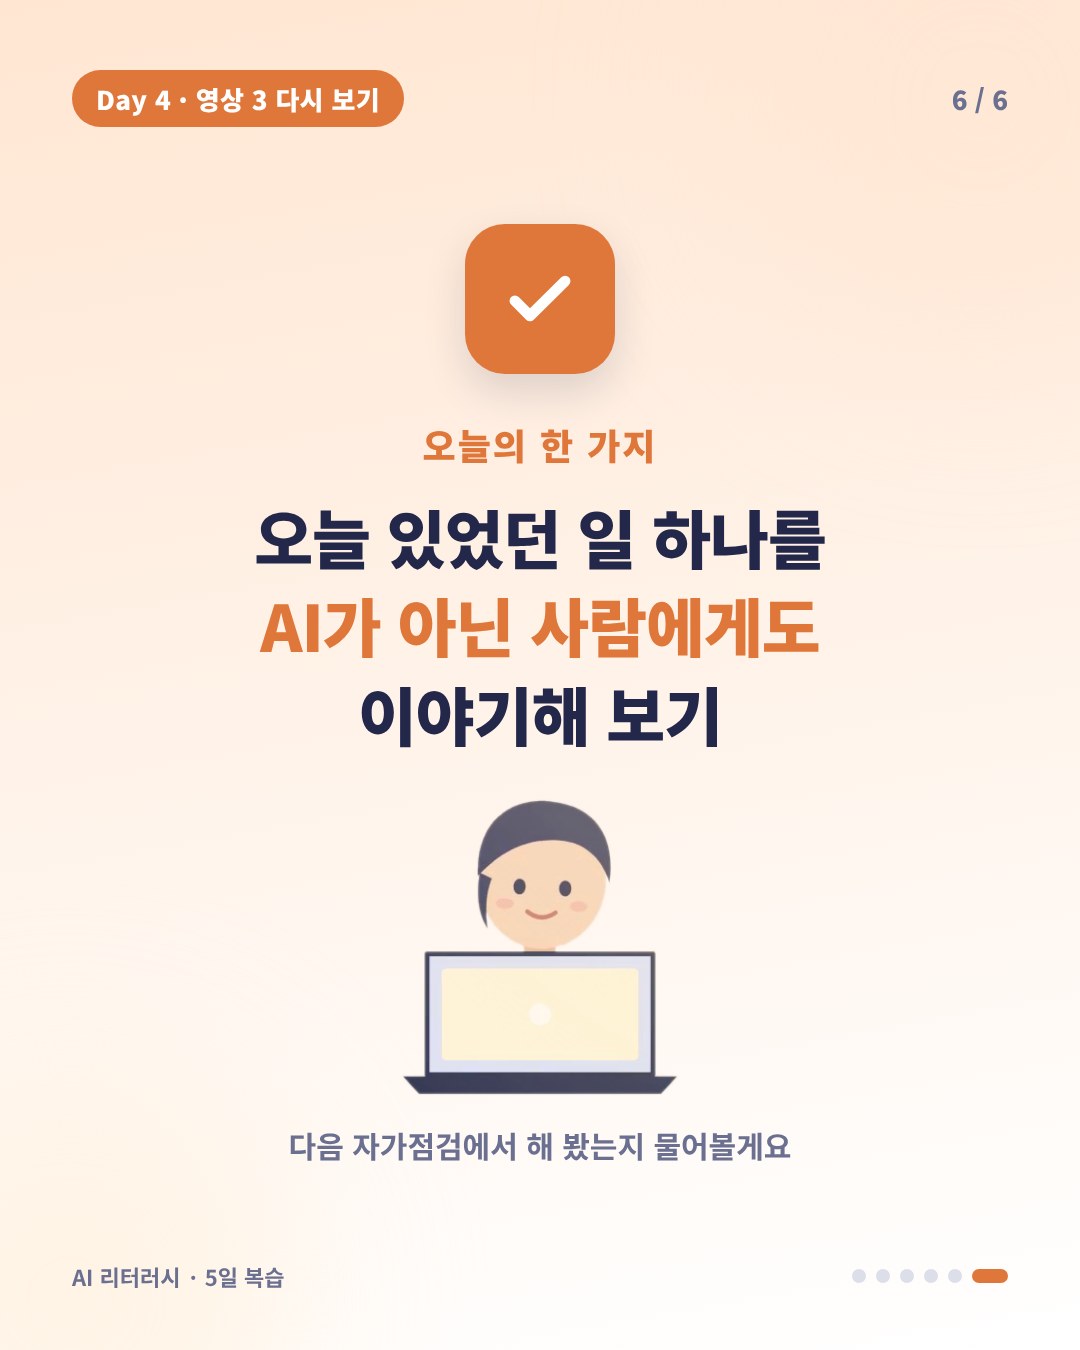 Day 4 · 영상 3 다시 보기
6 / 6
오늘의 한 가지
오늘 있었던 일 하나를
AI가 아닌 사람에게도
이야기해 보기
다음 자가점검에서 해 봤는지 물어볼게요
AI 리터러시 · 5일 복습